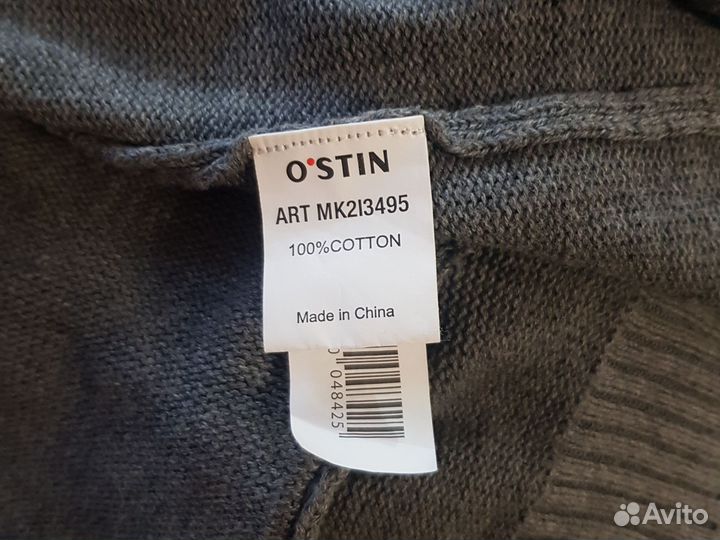 O'STIN
ART MK2I3495
100%COTTON
Made in China
048425
Avito